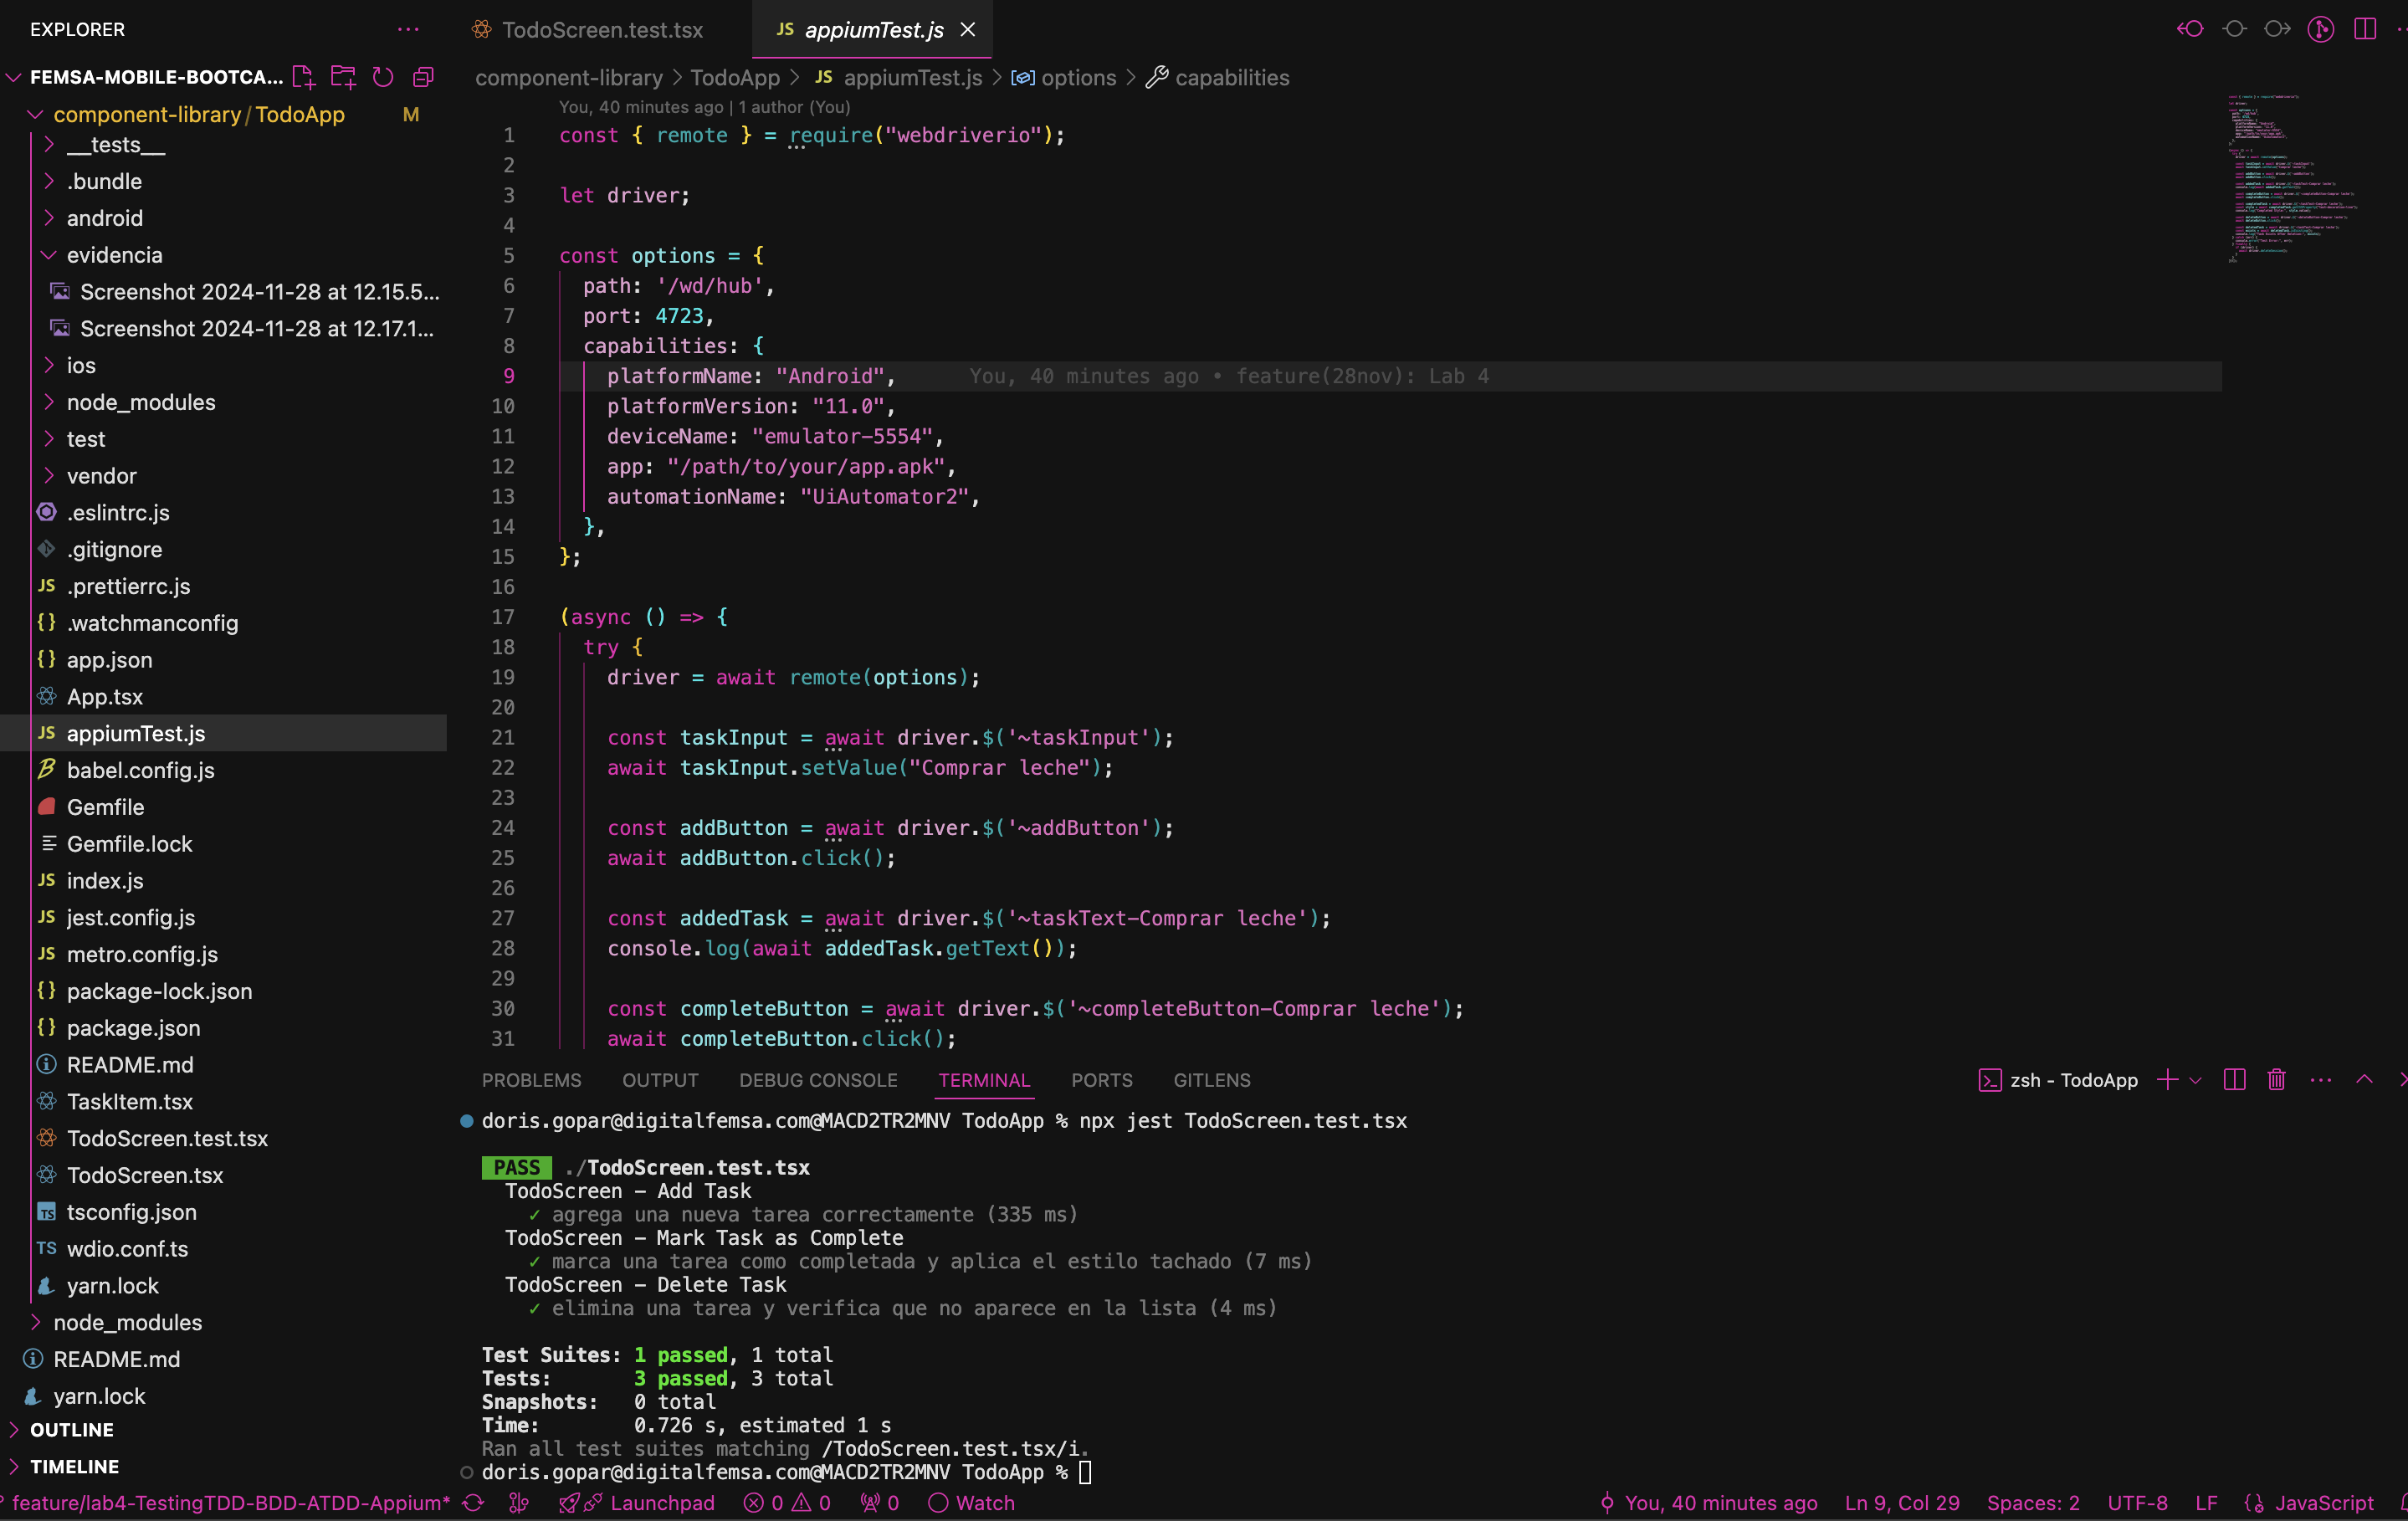 EXPLORER
FEMSA-MOBILE-BOOTCA...
component-library/TodoApp M
__tests__
.bundle
android
evidencia
Screenshot 2024-11-28 at 12.15.5...
Screenshot 2024-11-28 at 12.17.1...
ios
node_modules
test
vendor
.eslintrc.js
.gitignore
JS .prettierrc.js
{} .watchmanconfig
{} app.json
App.tsx
JS appiumTest.js
babel.config.js
Gemfile
Gemfile.lock
JS index.js
JS jest.config.js
JS metro.config.js
{} package-lock.json
{} package.json
README.md
TaskItem.tsx
TodoScreen.test.tsx
TodoScreen.tsx
TS tsconfig.json
TS wdio.conf.ts
yarn.lock
node_modules
README.md
yarn.lock
OUTLINE
TIMELINE
TodoScreen.test.tsx JS appiumTest.js
component-library > TodoApp > JS appiumTest.js > options > capabilities
You, 40 minutes ago | 1 author (You)
1 const { remote } = require("webdriverio");
2
3 let driver;
4
5 const options = {
6 path: '/wd/hub',
7 port: 4723,
8 capabilities: {
9 platformName: "Android", You, 40 minutes ago • feature(28nov): Lab 4
10 platformVersion: "11.0",
11 deviceName: "emulator-5554",
12 app: "/path/to/your/app.apk",
13 automationName: "UiAutomator2",
14 },
15 };
16
17 (async () => {
18 try {
19 driver = await remote(options);
20
21 const taskInput = await driver.$('~taskInput');
22 await taskInput.setValue("Comprar leche");
23
24 const addButton = await driver.$('~addButton');
25 await addButton.click();
26
27 const addedTask = await driver.$('~taskText-Comprar leche');
28 console.log(await addedTask.getText());
29
30 const completeButton = await driver.$('~completeButton-Comprar leche');
31 await completeButton.click();
PROBLEMS OUTPUT DEBUG CONSOLE TERMINAL PORTS GITLENS zsh - TodoApp
doris.gopar@digitalfemsa.com@MACD2TR2MNV TodoApp % npx jest TodoScreen.test.tsx
PASS ./TodoScreen.test.tsx
TodoScreen – Add Task
✓ agrega una nueva tarea correctamente (335 ms)
TodoScreen – Mark Task as Complete
✓ marca una tarea como completada y aplica el estilo tachado (7 ms)
TodoScreen – Delete Task
✓ elimina una tarea y verifica que no aparece en la lista (4 ms)
Test Suites: 1 passed, 1 total
Tests: 3 passed, 3 total
Snapshots: 0 total
Time: 0.726 s, estimated 1 s
Ran all test suites matching /TodoScreen.test.tsx/i.
doris.gopar@digitalfemsa.com@MACD2TR2MNV TodoApp %
feature/lab4-TestingTDD-BDD-ATDD-Appium* Launchpad 0 0 0 Watch You, 40 minutes ago Ln 9, Col 29 Spaces: 2 UTF-8 LF JavaScript